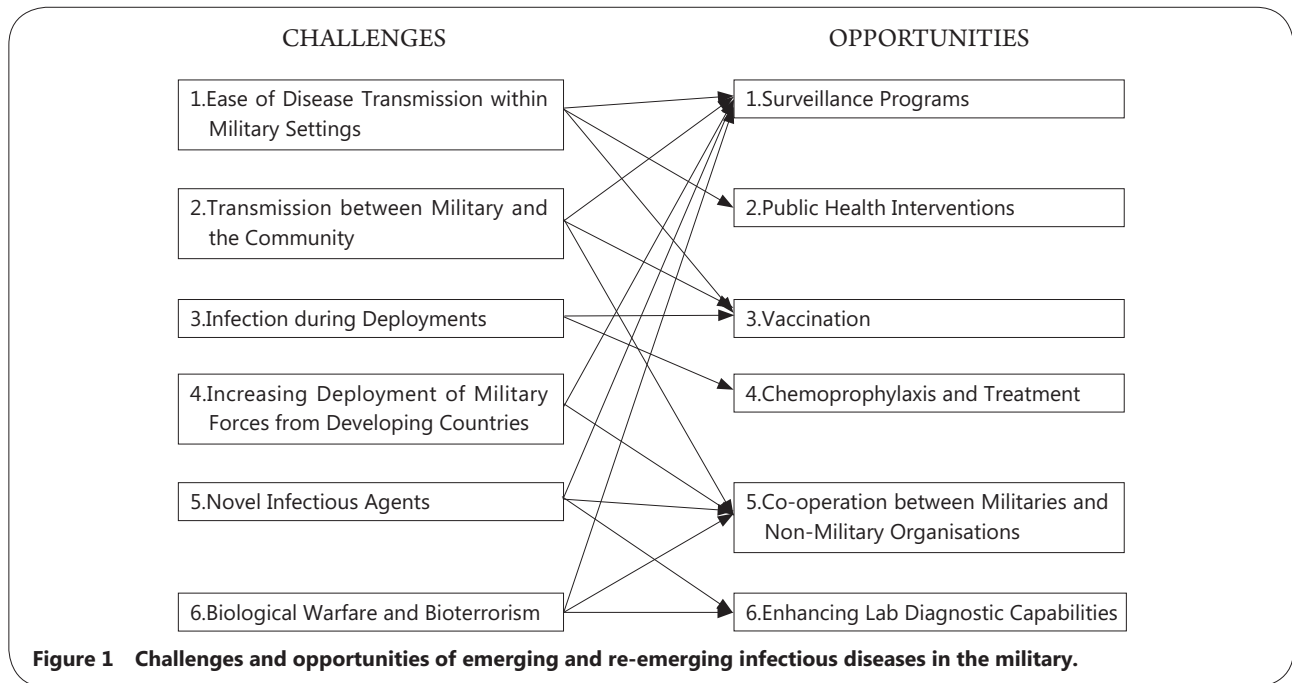 CHALLENGES
OPPORTUNITIES
1.Ease of Disease Transmission within
Military Settings
2.Transmission between Military and
the Community
3.Infection during Deployments
4.Increasing Deployment of Military
Forces from Developing Countries
5.Novel Infectious Agents
6.Biological Warfare and Bioterrorism
1.Surveillance Programs
2.Public Health Interventions
3.Vaccination
4.Chemoprophylaxis and Treatment
5.Co-operation between Militaries and
Non-Military Organisations
6.Enhancing Lab Diagnostic Capabilities
Figure 1 Challenges and opportunities of emerging and re-emerging infectious diseases in the military.